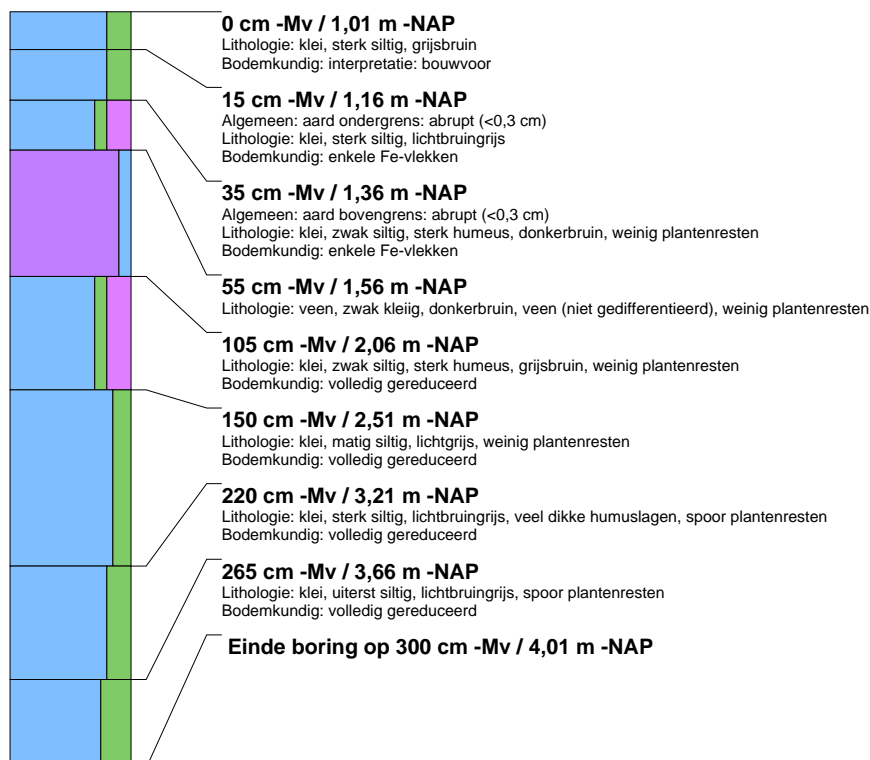 0 cm -Mv / 1,01 m -NAP
Lithologie: klei, sterk siltig, grijsbruin
Bodemkundig: interpretatie: bouwvoor
15 cm -Mv / 1,16 m -NAP
Algemeen: aard ondergrens: abrupt (<0,3 cm)
Lithologie: klei, sterk siltig, lichtbruingrijs
Bodemkundig: enkele Fe-vlekken
35 cm -Mv / 1,36 m -NAP
Algemeen: aard bovengrens: abrupt (<0,3 cm)
Lithologie: klei, zwak siltig, sterk humeus, donkerbruin, weinig plantenresten
Bodemkundig: enkele Fe-vlekken
55 cm -Mv / 1,56 m -NAP
Lithologie: veen, zwak kleiig, donkerbruin, veen (niet gedifferentieerd), weinig plantenresten
105 cm -Mv / 2,06 m -NAP
Lithologie: klei, zwak siltig, sterk humeus, grijsbruin, weinig plantenresten
Bodemkundig: volledig gereduceerd
150 cm -Mv / 2,51 m -NAP
Lithologie: klei, matig siltig, lichtgrijs, weinig plantenresten
Bodemkundig: volledig gereduceerd
220 cm -Mv / 3,21 m -NAP
Lithologie: klei, sterk siltig, lichtbruingrijs, veel dikke humuslagen, spoor plantenresten
Bodemkundig: volledig gereduceerd
265 cm -Mv / 3,66 m -NAP
Lithologie: klei, uiterst siltig, lichtbruingrijs, spoor plantenresten
Bodemkundig: volledig gereduceerd
Einde boring op 300 cm -Mv / 4,01 m -NAP